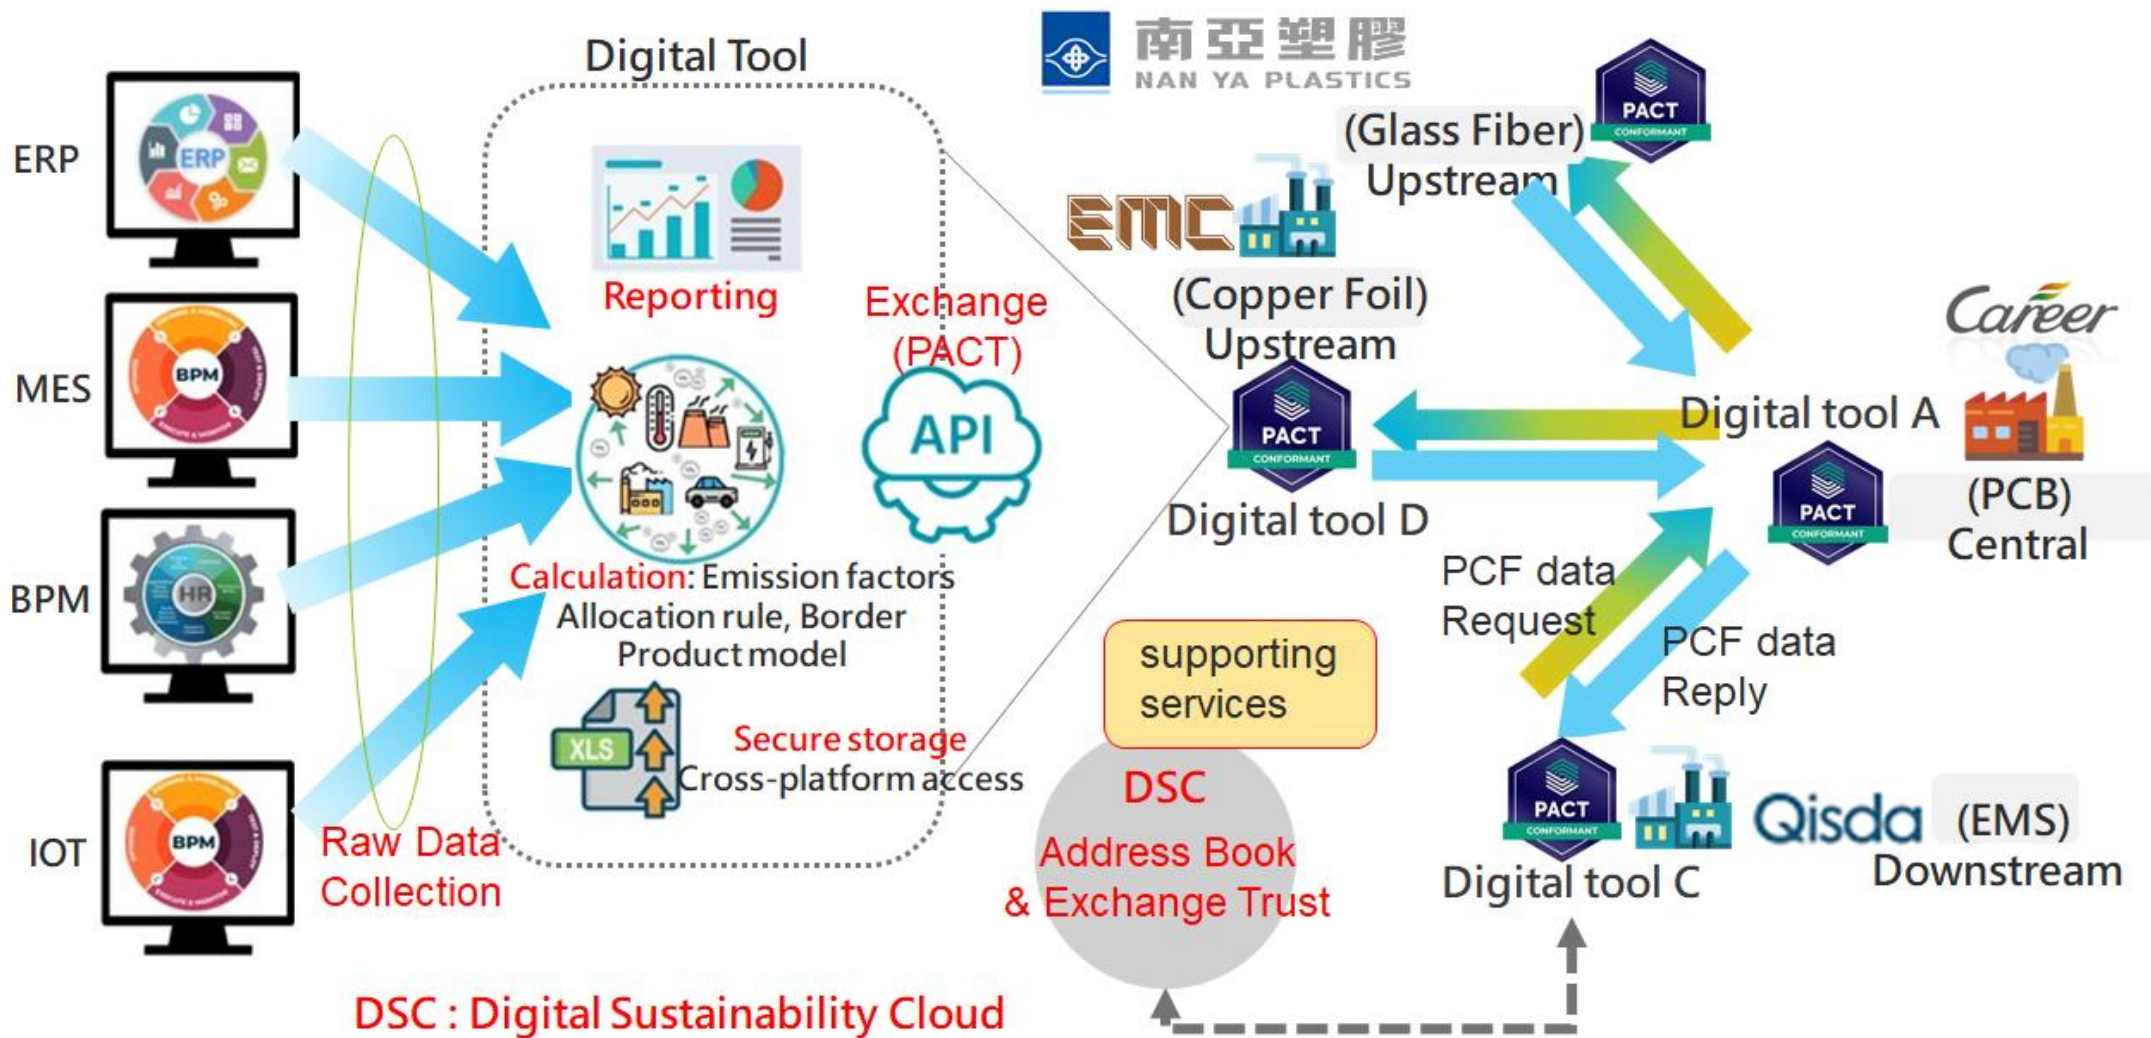 Digital Tool
ERP
ERP
MES
BPM
BPM
HR
IOT
BPM
Raw Data
Collection
Reporting
Exchange
(PACT)
API
Calculation: Emission factors
Allocation rule, Border
Product model
XLS
Secure storage
Cross-platform access
DSC : Digital Sustainability Cloud
南亞塑膠
NAN YA PLASTICS
(Glass Fiber)
Upstream
PACT
CONFORMANT
EMC
(Copper Foil)
Upstream
PACT
CONFORMANT
Digital tool D
Career
Digital tool A
PACT
CONFORMANT
(PCB)
Central
PCF data
Request
PCF data
Reply
supporting
services
DSC
Address Book
& Exchange Trust
PACT
CONFORMANT
Digital tool C
Qisda
(EMS)
Downstream